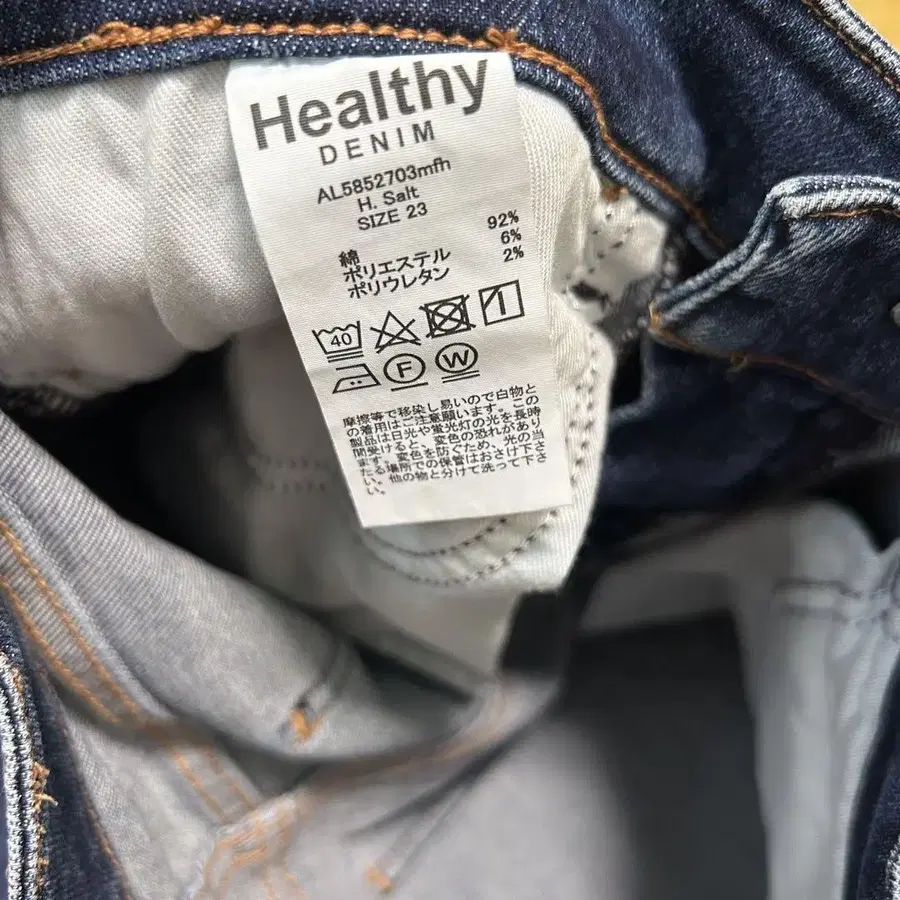 Healthy
DENIM
AL5852703mfh
H. Salt
SIZE 23
綿 92%
ポリエステル 6%
ポリウレタン 2%
40
F W
摩擦等で移染し易いので白物と
の着用はご注意願います。この
製品は日光や蛍光灯の光を長時
間受けると、変色の恐れがあり
ます。変色を防ぐため、光の当
たる場所での保管はおさけ下さ
い。他の物と分けて洗って下さ
い。